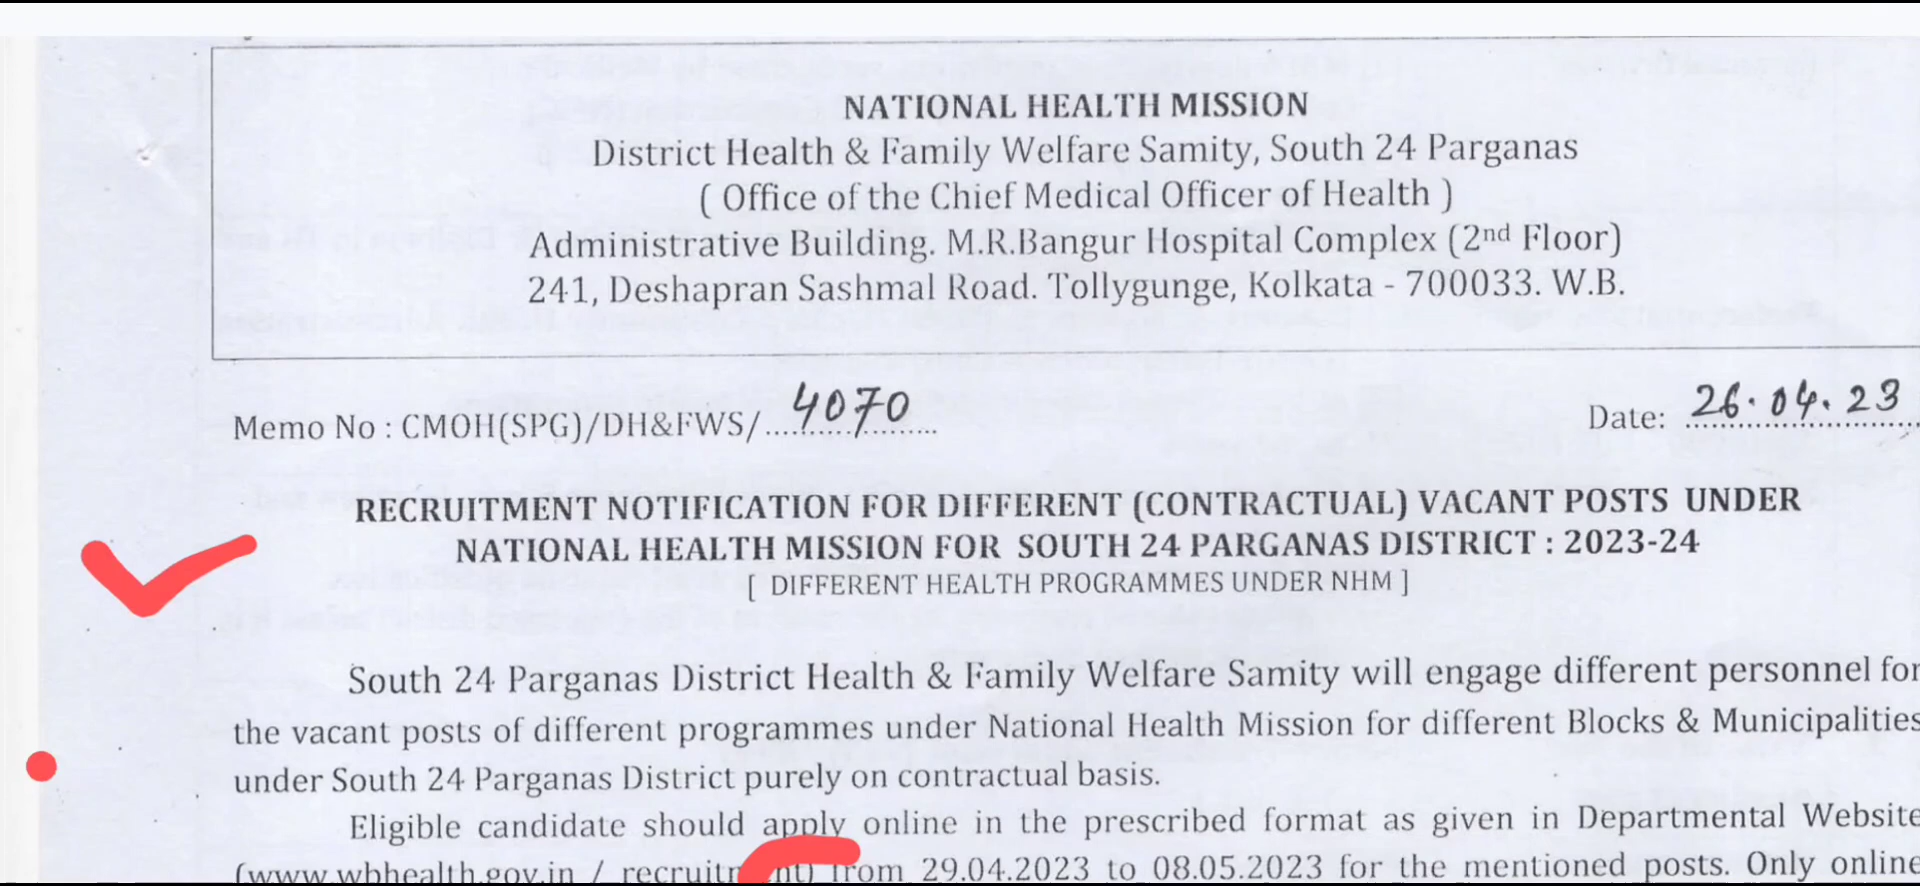 NATIONAL HEALTH MISSION
District Health & Family Welfare Samity, South 24 Parganas
( Office of the Chief Medical Officer of Health )
Administrative Building. M.R.Bangur Hospital Complex (2nd Floor)
241, Deshapran Sashmal Road. Tollygunge, Kolkata - 700033. W.B.
Memo No : CMOH(SPG)/DH&FWS/ 4070
Date: 26.04.23
RECRUITMENT NOTIFICATION FOR DIFFERENT (CONTRACTUAL) VACANT POSTS UNDER
NATIONAL HEALTH MISSION FOR SOUTH 24 PARGANAS DISTRICT : 2023-24
[ DIFFERENT HEALTH PROGRAMMES UNDER NHM ]
South 24 Parganas District Health & Family Welfare Samity will engage different personnel for
the vacant posts of different programmes under National Health Mission for different Blocks & Municipalities
under South 24 Parganas District purely on contractual basis.
Eligible candidate should apply online in the prescribed format as given in Departmental Website
(www.wbhealth.gov.in / recruitment) from 29.04.2023 to 08.05.2023 for the mentioned posts. Only online